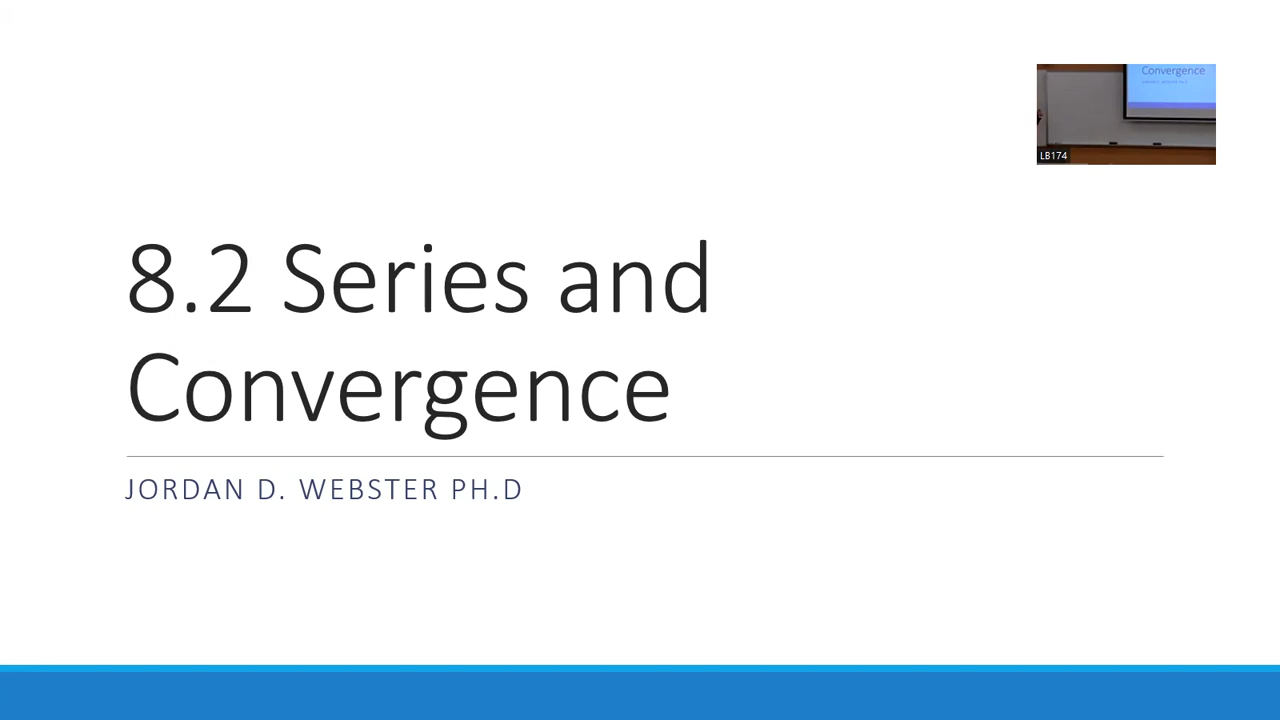 Convergence
LB174
8.2 Series and
Convergence
JORDAN D. WEBSTER PH.D